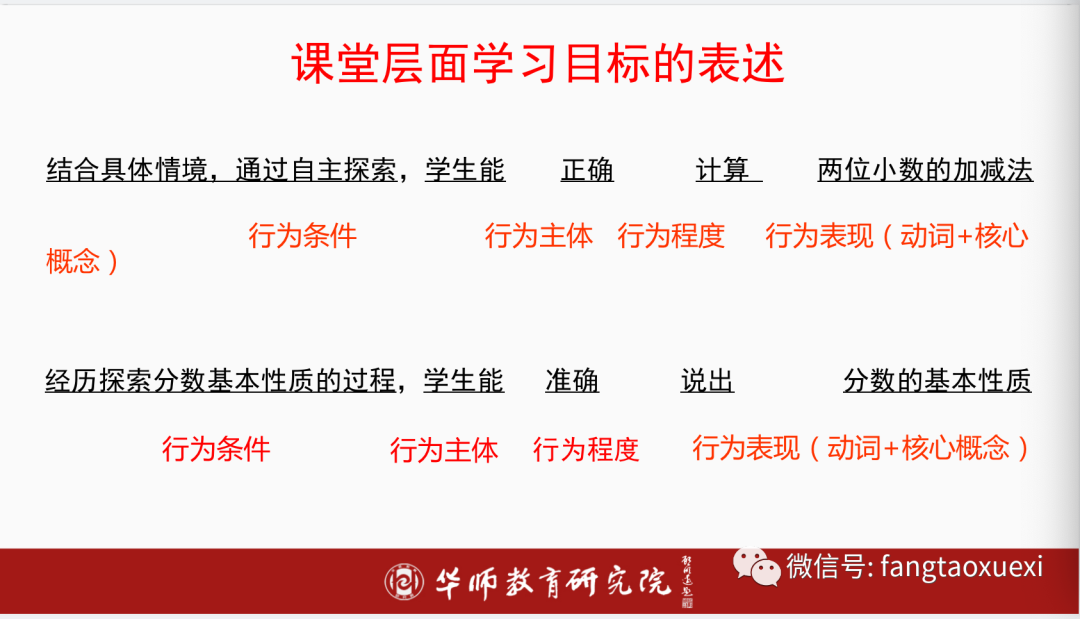 课堂层面学习目标的表述
结合具体情境，通过自主探索，学生能 正确 计算 两位小数的加减法
行为条件 行为主体 行为程度 行为表现（动词+核心
概念）
经历探索分数基本性质的过程，学生能 准确 说出 分数的基本性质
行为条件 行为主体 行为程度 行为表现（动词+核心概念）
华师教育研究院
微信号: fangtaoxuexi